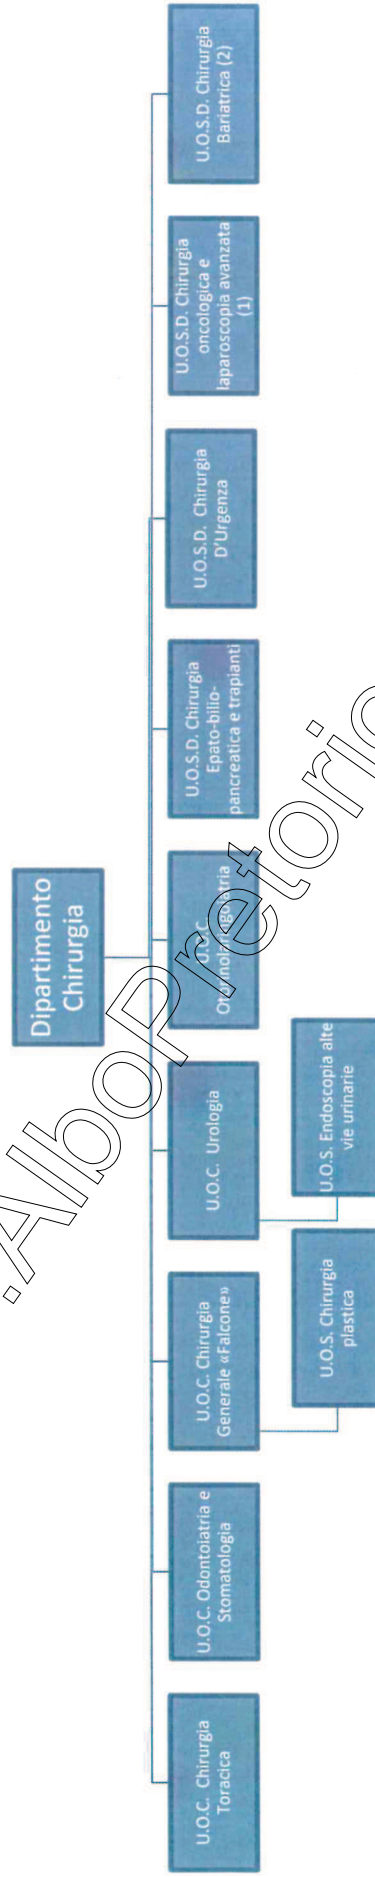 Dipartimento
Chirurgia
U.O.C. Chirurgia
Toracica
U.O.C. Odontoiatria e
Stomatologia
U.O.C. Chirurgia
Generale «Falcone»
U.O.C. Urologia
U.O.C.
Otorinolaringoiatria
U.O.S.D. Chirurgia
Epato-bilio-
pancreatica e trapianti
U.O.S.D. Chirurgia
D'Urgenza
U.O.S.D. Chirurgia
oncologica e
laparoscopia avanzata
(1)
U.O.S.D. Chirurgia
Bariatrica (2)
U.O.S. Chirurgia
plastica
U.O.S. Endoscopia alte
vie urinarie
.AlboPretorio